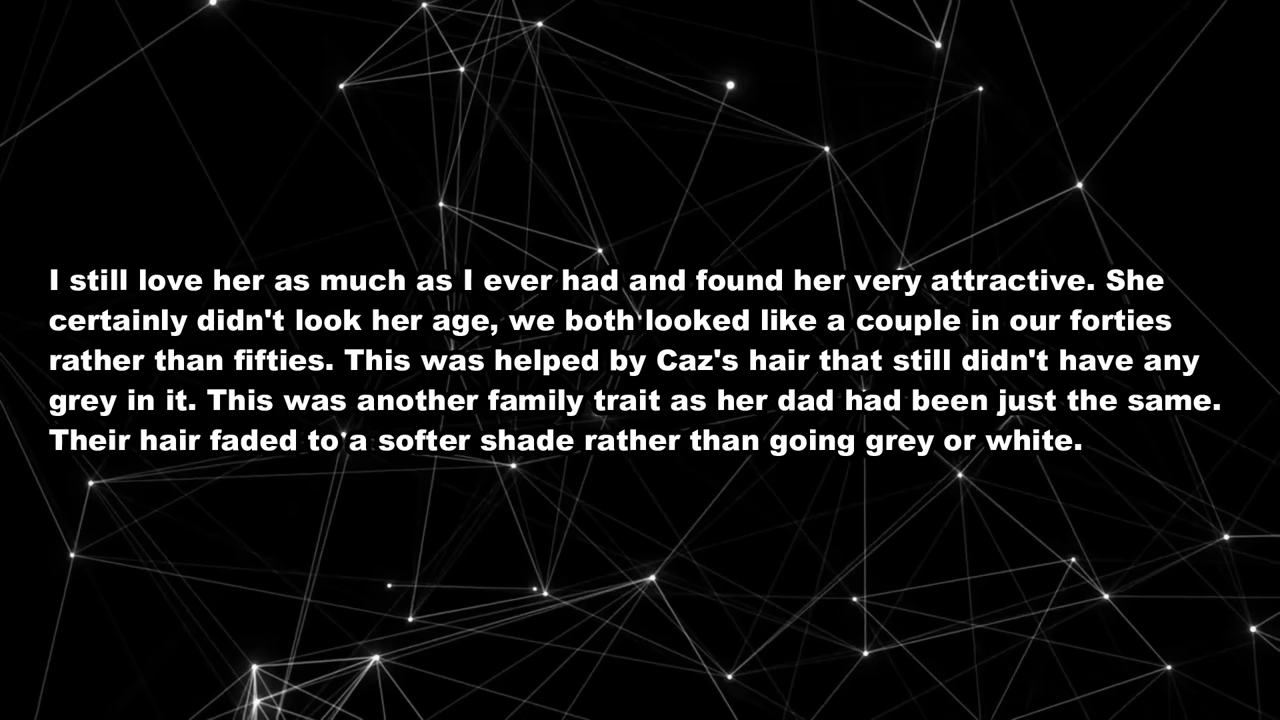 I still love her as much as I ever had and found her very attractive. She
certainly didn't look her age, we both looked like a couple in our forties
rather than fifties. This was helped by Caz's hair that still didn't have any
grey in it. This was another family trait as her dad had been just the same.
Their hair faded to a softer shade rather than going grey or white.